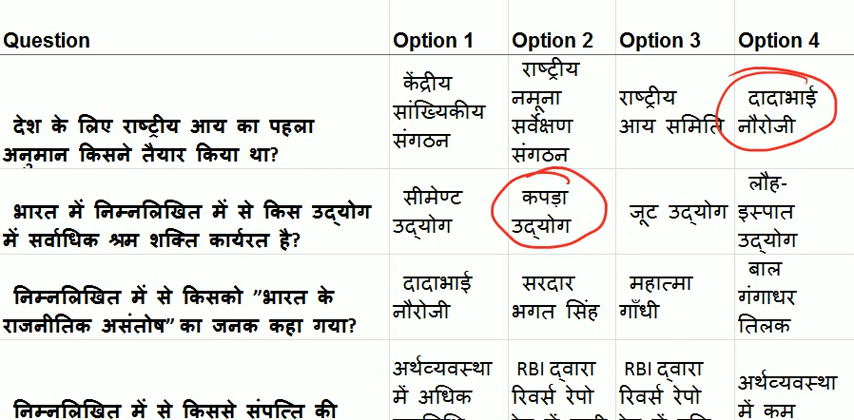 Question Option 1 Option 2 Option 3 Option 4
देश के लिए राष्ट्रीय आय का पहला
अनुमान किसने तैयार किया था?
केंद्रीय
सांख्यिकीय
संगठन
राष्ट्रीय
नमूना
सर्वेक्षण
संगठन
राष्ट्रीय
आय समिति
दादाभाई
नौरोजी
भारत में निम्नलिखित में से किस उद्योग
में सर्वाधिक श्रम शक्ति कार्यरत है?
सीमेण्ट
उद्योग
कपड़ा
उद्योग
जूट उद्योग
लौह-
इस्पात
उद्योग
निम्नलिखित में से किसको ”भारत के
राजनीतिक असंतोष” का जनक कहा गया?
दादाभाई
नौरोजी
सरदार
भगत सिंह
महात्मा
गाँधी
बाल
गंगाधर
तिलक
निम्नलिखित में से किससे संपत्ति की
अर्थव्यवस्था
में अधिक
RBI द्वारा
रिवर्स रेपो
RBI द्वारा
रिवर्स रेपो
अर्थव्यवस्था
में कम